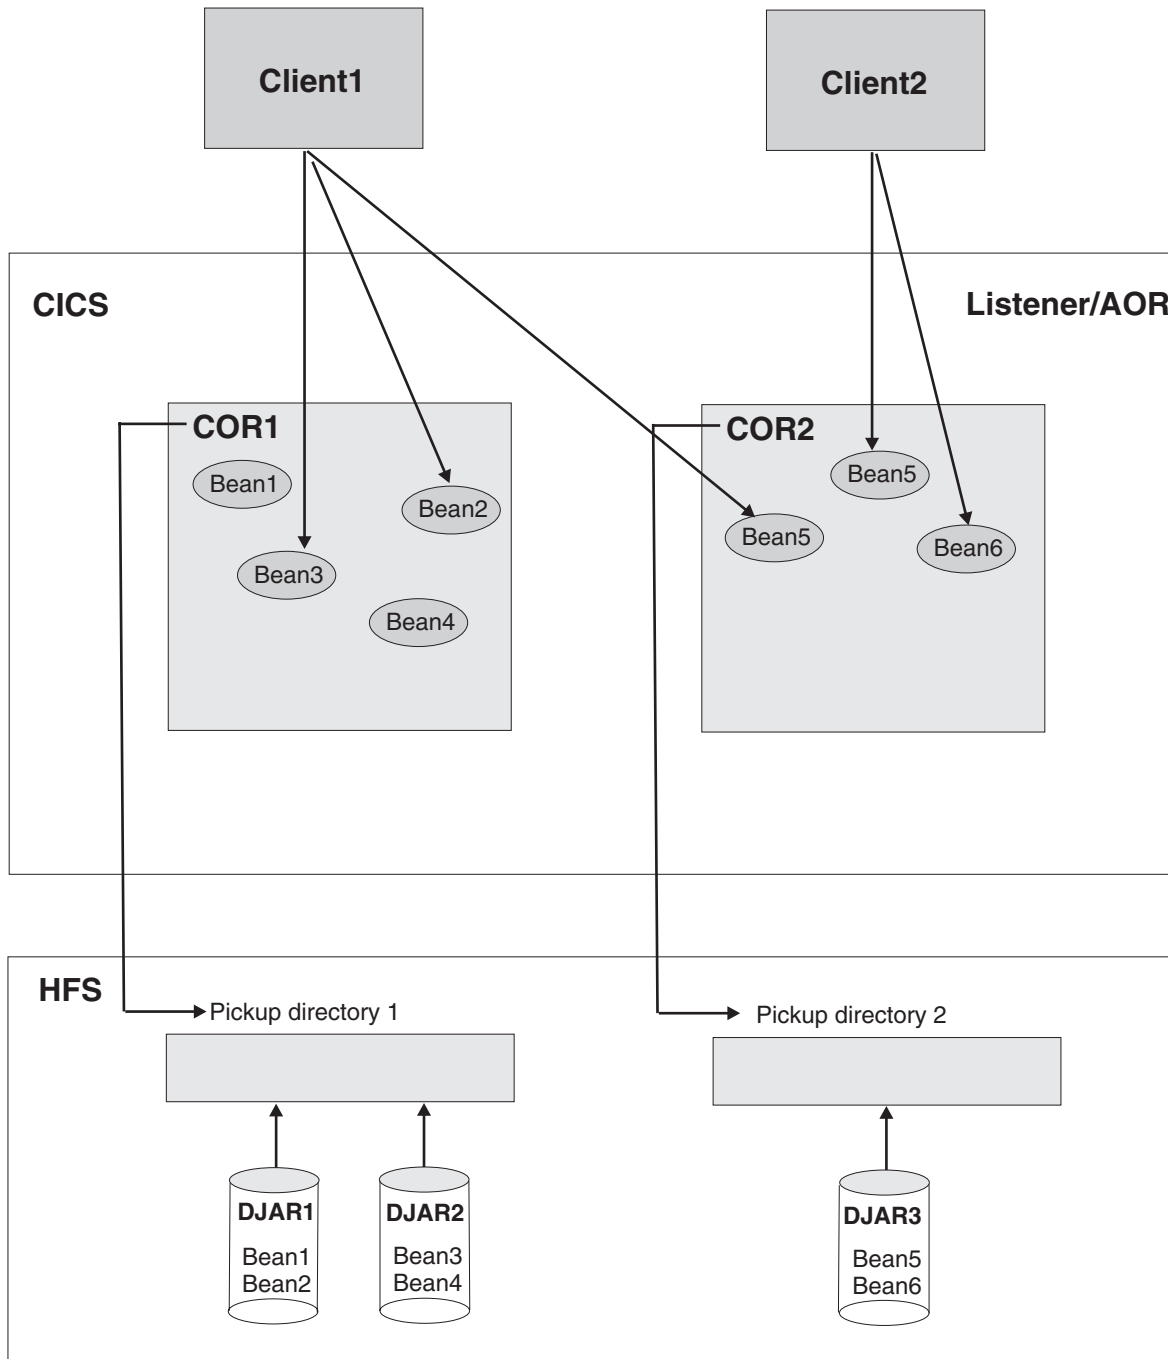 Client1
Client2
CICS
Listener/AOR
COR1
COR2
Bean1
Bean2
Bean3
Bean4
Bean5
Bean5
Bean6
HFS
Pickup directory 1
Pickup directory 2
DJAR1
Bean1
Bean2
DJAR2
Bean3
Bean4
DJAR3
Bean5
Bean6